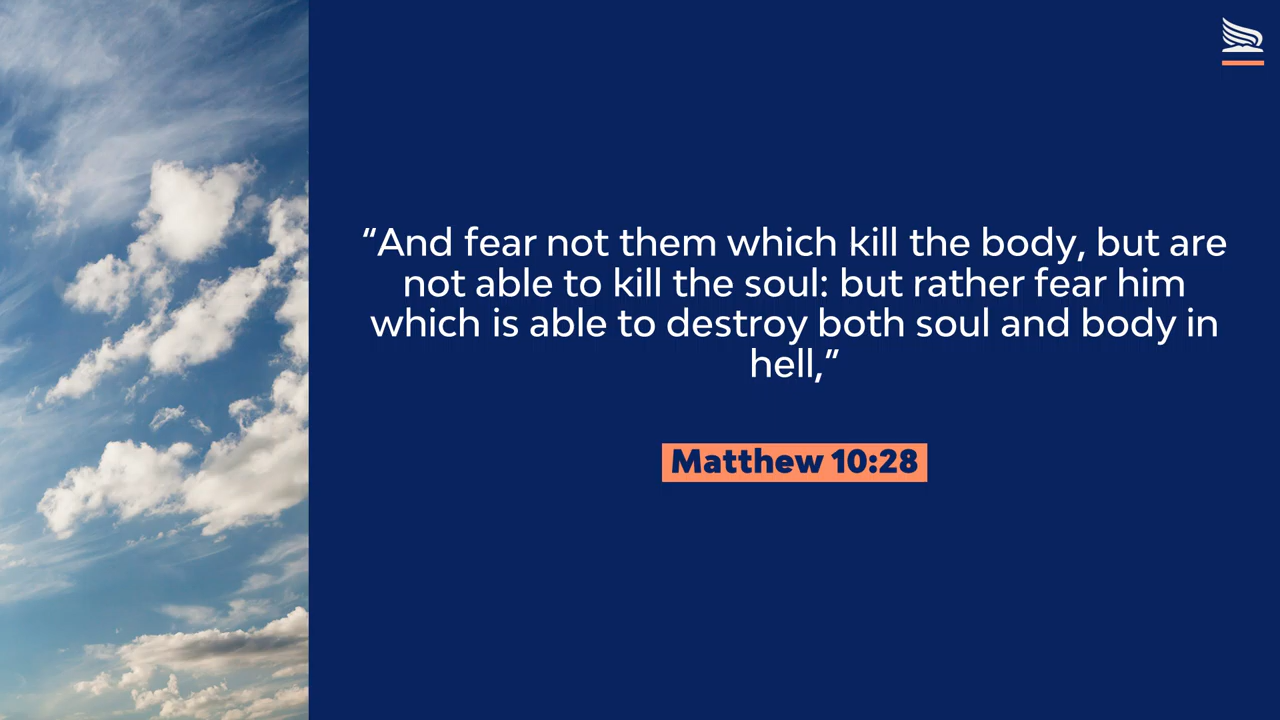 “And fear not them which kill the body, but are
not able to kill the soul: but rather fear him
which is able to destroy both soul and body in
hell,”
Matthew 10:28